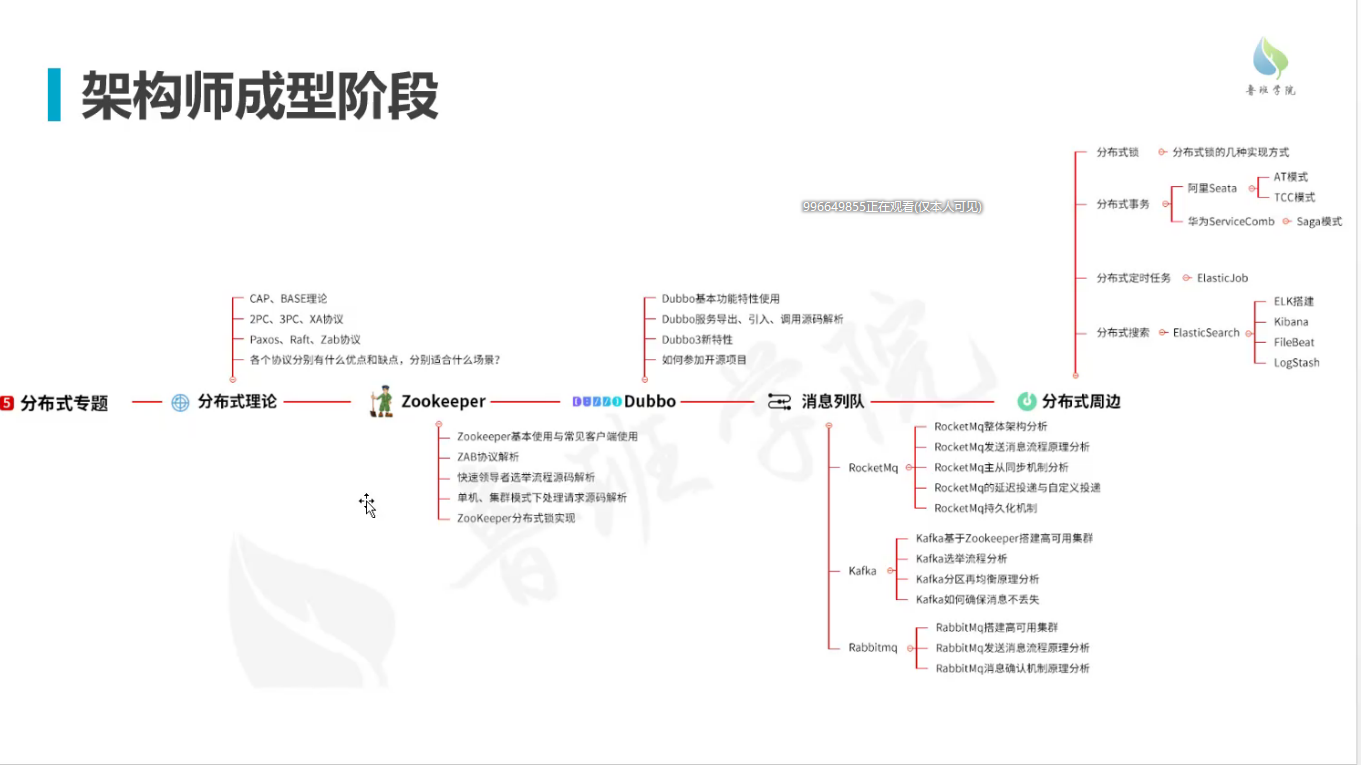 架构师成型阶段
鲁班学院
996649855正在观看(仅本人可见)
5 分布式专题
分布式理论
CAP、BASE理论
2PC、3PC、XA协议
Paxos、Raft、Zab协议
各个协议分别有什么优点和缺点，分别适合什么场景？
Zookeeper
Zookeeper基本使用与常见客户端使用
ZAB协议解析
快速领导者选举流程源码解析
单机、集群模式下处理请求源码解析
ZooKeeper分布式锁实现
DUBBO Dubbo
Dubbo基本功能特性使用
Dubbo服务导出、引入、调用源码解析
Dubbo3新特性
如何参加开源项目
消息列队
RocketMq
RocketMq整体架构分析
RocketMq发送消息流程原理分析
RocketMq主从同步机制分析
RocketMq的延迟投递与自定义投递
RocketMq持久化机制
Kafka
Kafka基于Zookeeper搭建高可用集群
Kafka选举流程分析
Kafka分区再均衡原理分析
Kafka如何确保消息不丢失
Rabbitmq
RabbitMq搭建高可用集群
RabbitMq发送消息流程原理分析
RabbitMq消息确认机制原理分析
分布式周边
分布式锁
分布式锁的几种实现方式
分布式事务
阿里Seata
AT模式
TCC模式
华为ServiceComb
Saga模式
分布式定时任务
ElasticJob
分布式搜索
ElasticSearch
ELK搭建
Kibana
FileBeat
LogStash
鲁班学院